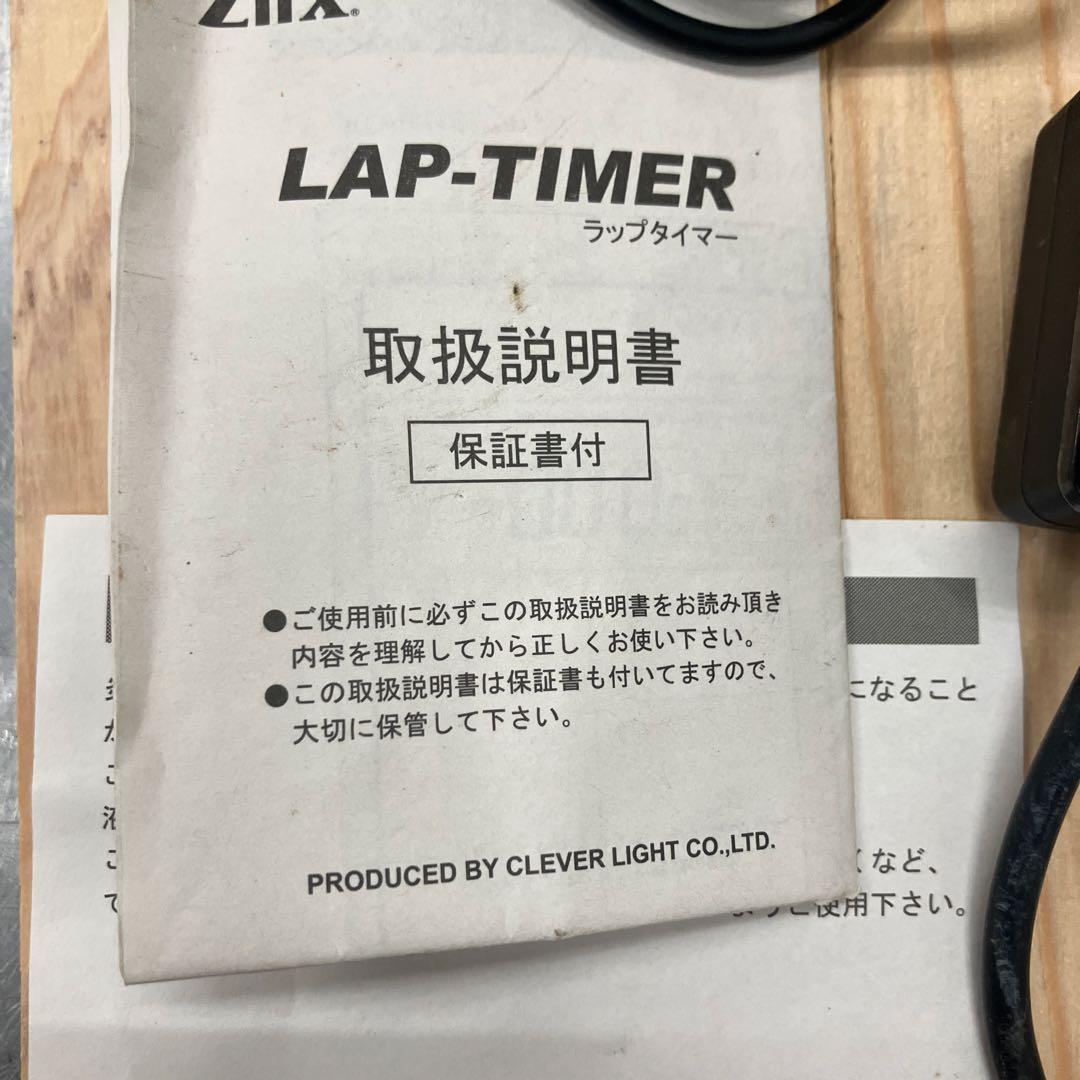 LAP-TIMER
ラップタイマー
取扱説明書
保証書付
●ご使用前に必ずこの取扱説明書をお読み頂き
内容を理解してから正しくお使い下さい。
●この取扱説明書は保証書も付いてますので、
大切に保管して下さい。
PRODUCED BY CLEVER LIGHT CO.,LTD.
になること
など、
ご使用下さい。